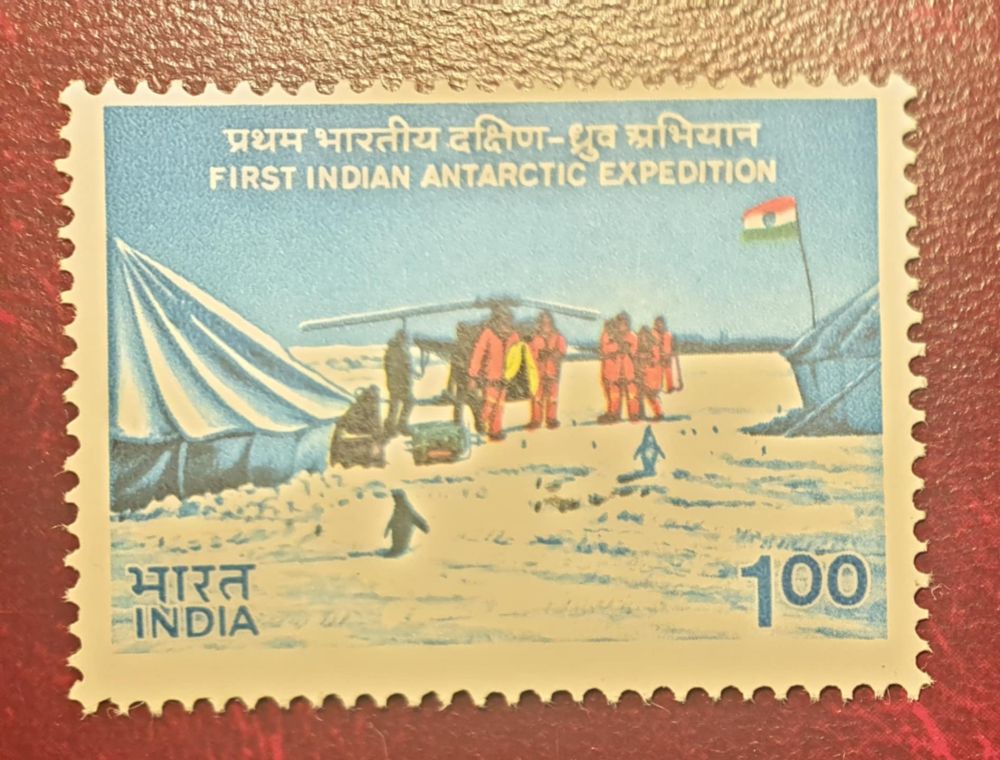 प्रथम भारतीय दक्षिण-ध्रुव अभियान
FIRST INDIAN ANTARCTIC EXPEDITION
भारत
INDIA
1.00